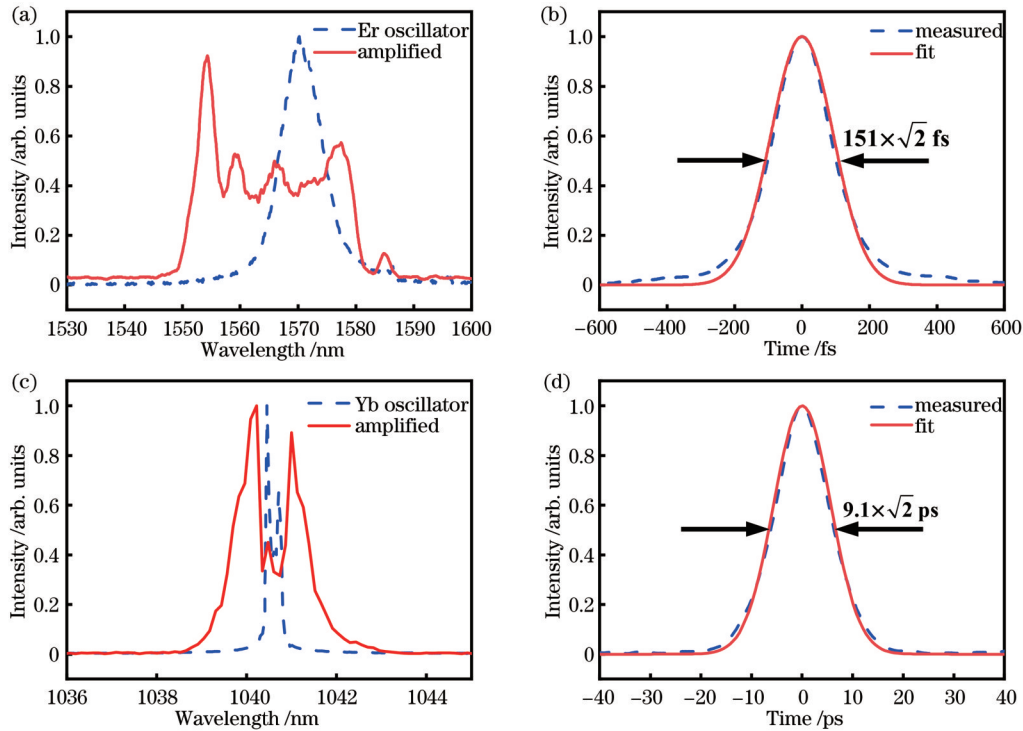 (a)
Er oscillator
amplified
Intensity /arb. units
1.0
0.8
0.6
0.4
0.2
0
1530 1540 1550 1560 1570 1580 1590 1600
Wavelength /nm
(b)
measured
fit
151×√2 fs
Intensity /arb. units
1.0
0.8
0.6
0.4
0.2
0
−600 −400 −200 0 200 400 600
Time /fs
(c)
Yb oscillator
amplified
Intensity /arb. units
1.0
0.8
0.6
0.4
0.2
0
1036 1038 1040 1042 1044
Wavelength /nm
(d)
measured
fit
9.1×√2 ps
Intensity /arb. units
1.0
0.8
0.6
0.4
0.2
0
−40 −30 −20 −10 0 10 20 30 40
Time /ps